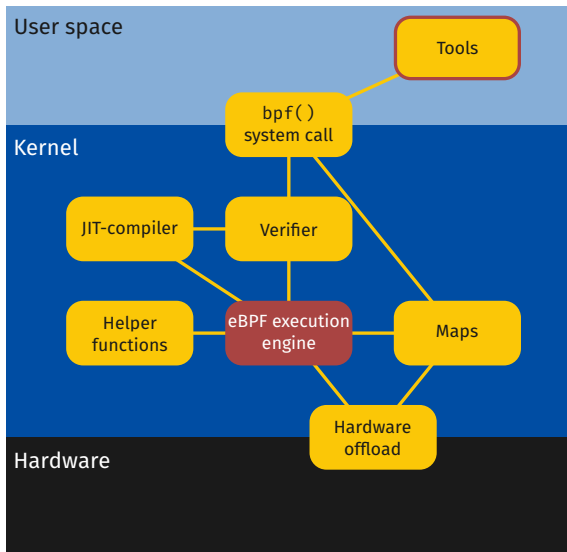 User space
Tools
bpf()
system call
Kernel
JIT-compiler
Verifier
Helper
functions
eBPF execution
engine
Maps
Hardware
offload
Hardware